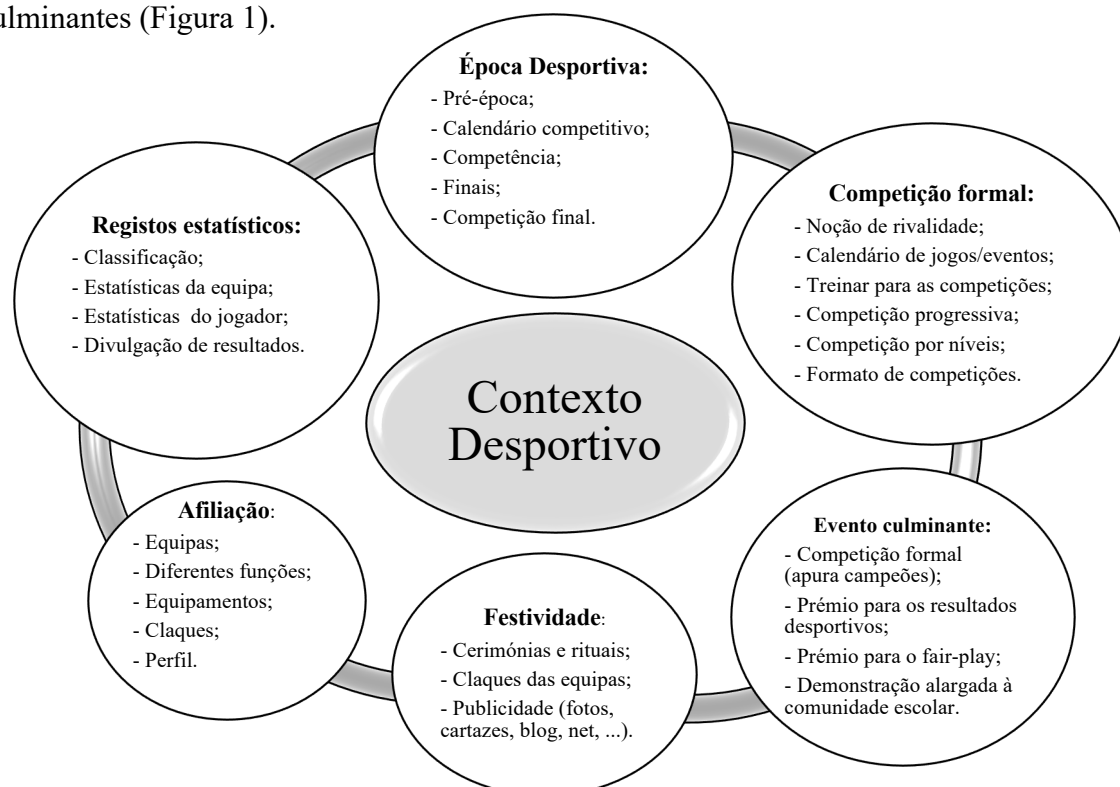 ulminantes (Figura 1).
Época Desportiva:
- Pré-época;
- Calendário competitivo;
- Competência;
- Finais;
- Competição final.
Competição formal:
- Noção de rivalidade;
- Calendário de jogos/eventos;
- Treinar para as competições;
- Competição progressiva;
- Competição por níveis;
- Formato de competições.
Evento culminante:
- Competição formal
(apura campeões);
- Prémio para os resultados
desportivos;
- Prémio para o fair-play;
- Demonstração alargada à
comunidade escolar.
Festividade:
- Cerimónias e rituais;
- Claques das equipas;
- Publicidade (fotos,
cartazes, blog, net, ...).
Afiliação:
- Equipas;
- Diferentes funções;
- Equipamentos;
- Claques;
- Perfil.
Registos estatísticos:
- Classificação;
- Estatísticas da equipa;
- Estatísticas do jogador;
- Divulgação de resultados.
Contexto
Desportivo